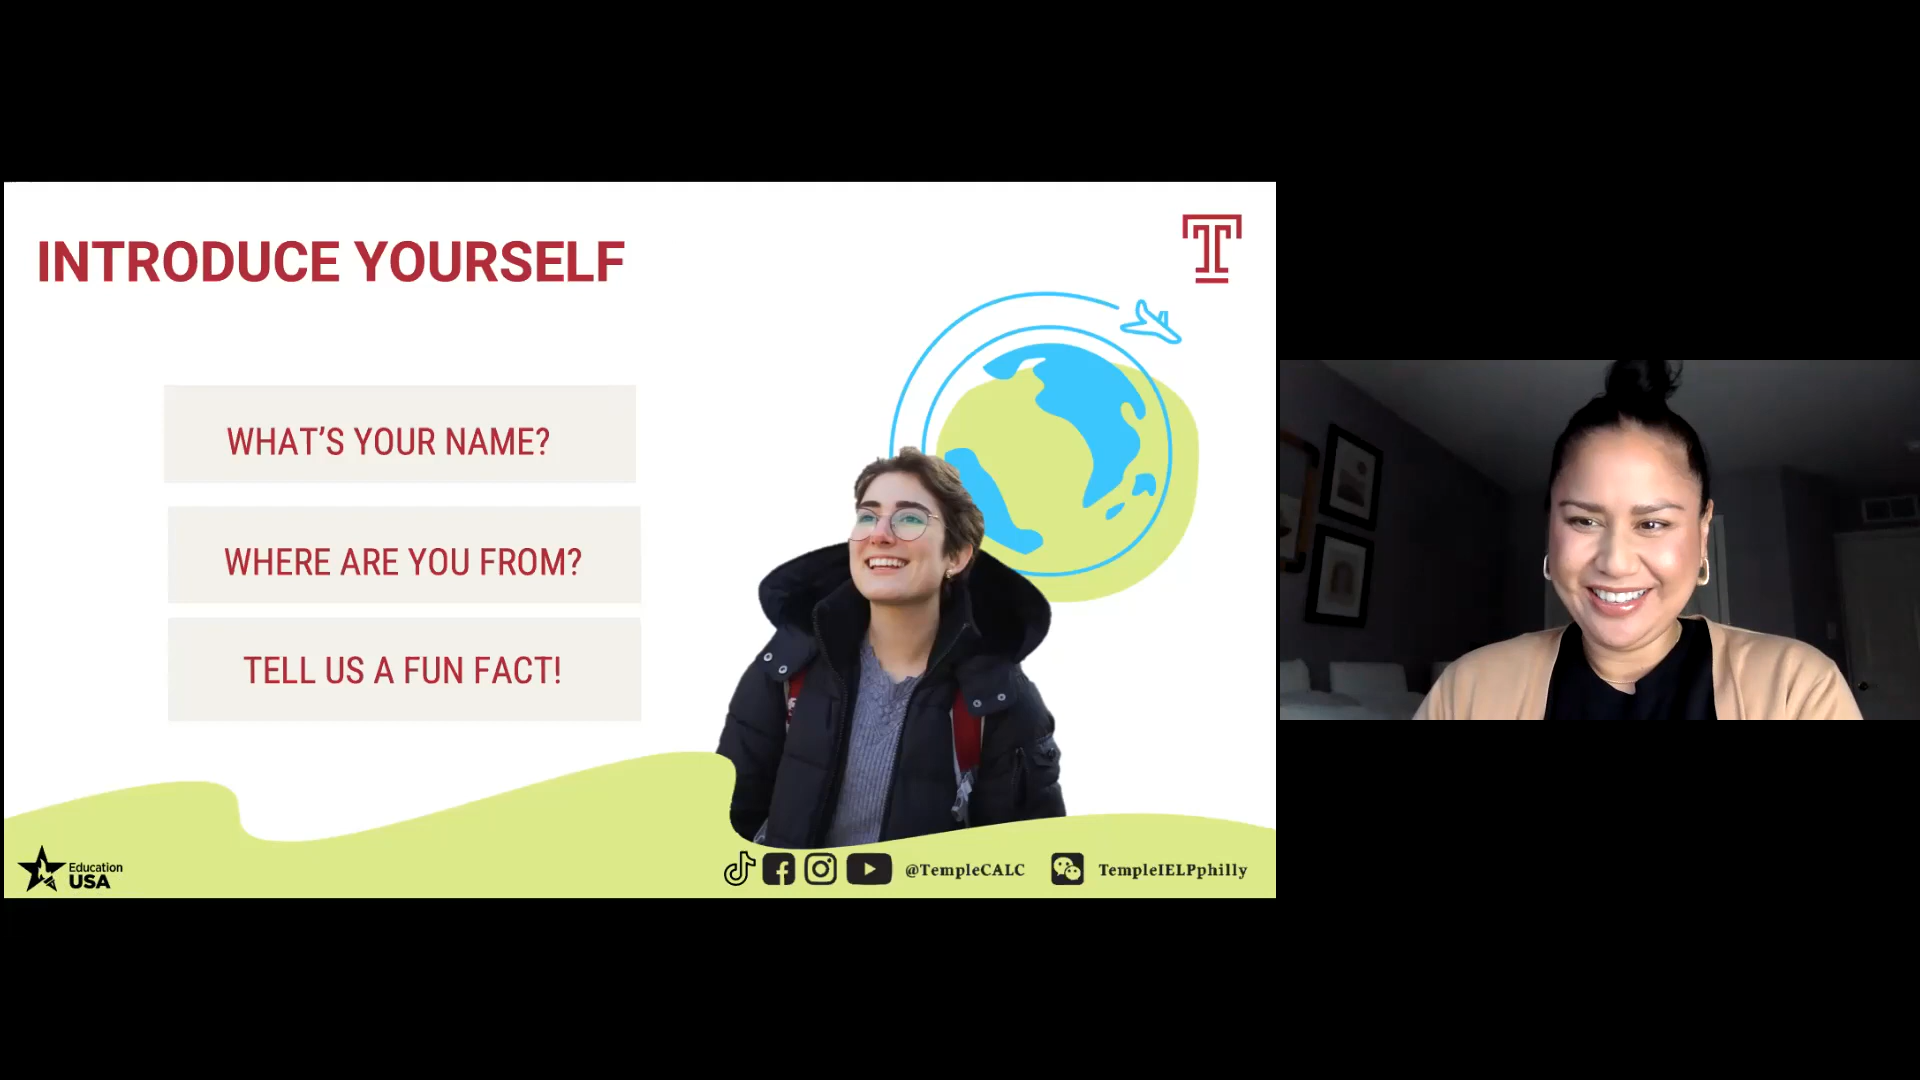 INTRODUCE YOURSELF
WHAT'S YOUR NAME?
WHERE ARE YOU FROM?
TELL US A FUN FACT!
Education
USA
@TempleCALC
TempleIELPphilly